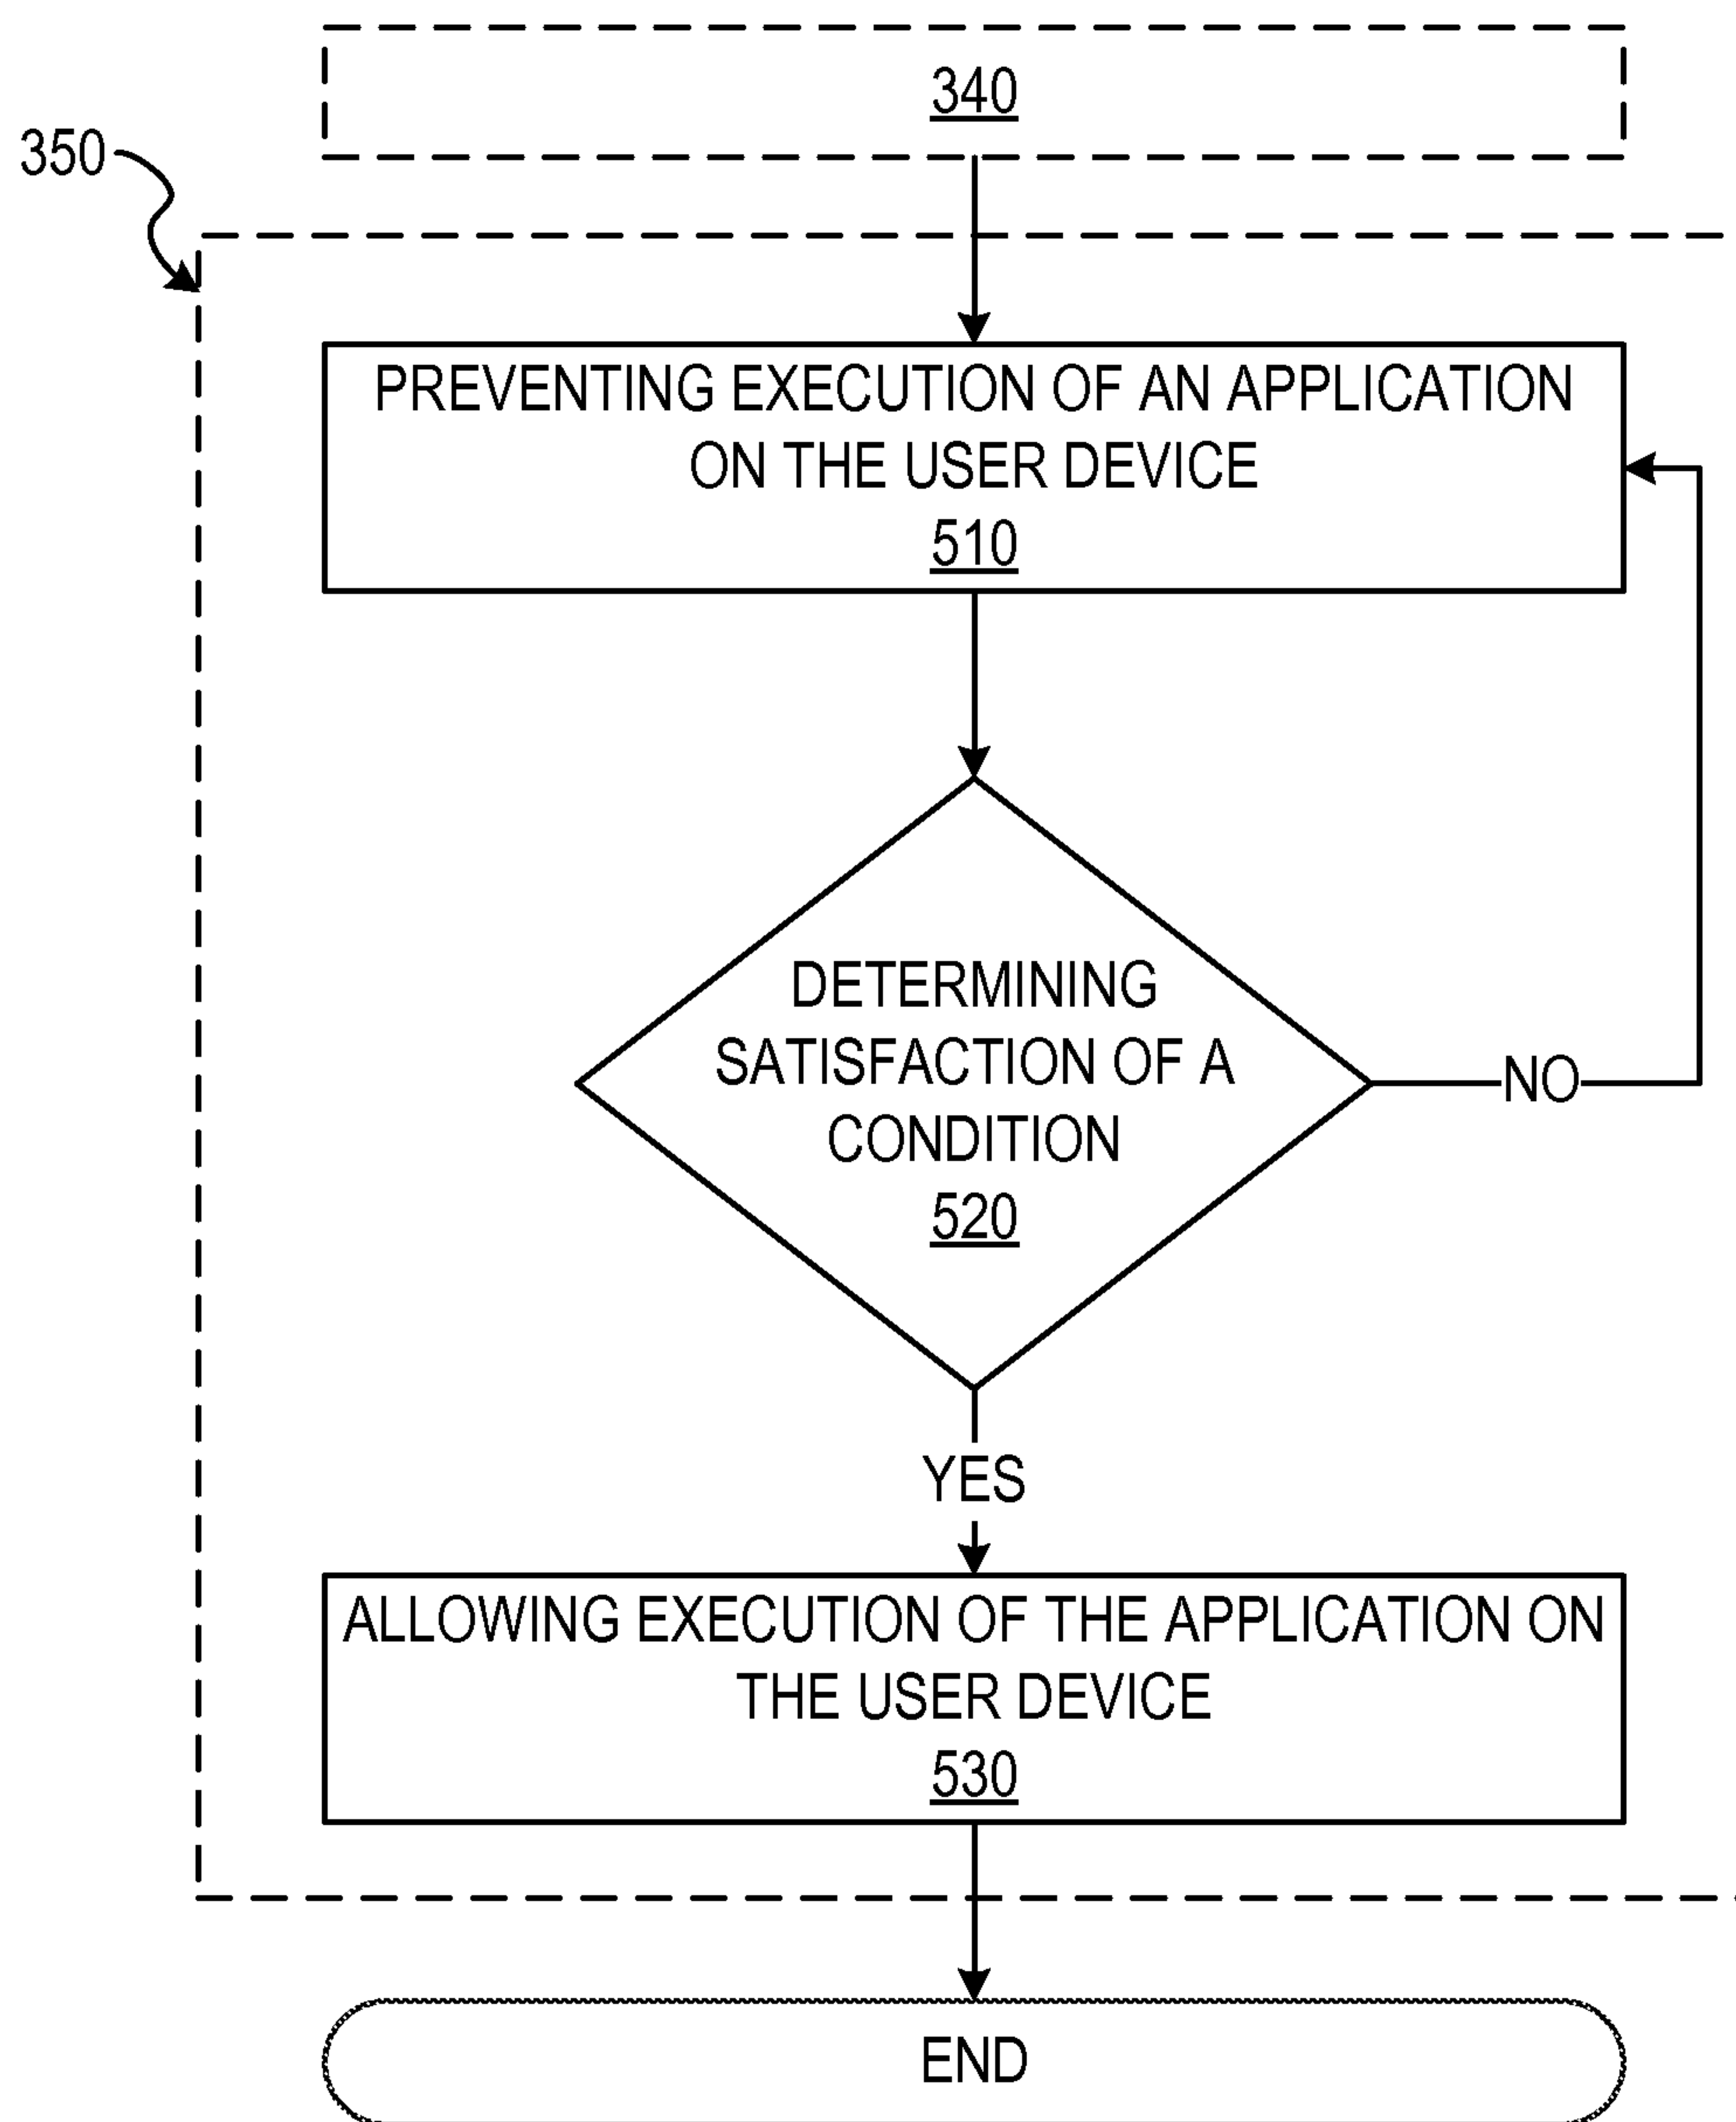 340
350
PREVENTING EXECUTION OF AN APPLICATION
ON THE USER DEVICE
510
DETERMINING
SATISFACTION OF A
CONDITION
520
NO
YES
ALLOWING EXECUTION OF THE APPLICATION ON
THE USER DEVICE
530
END